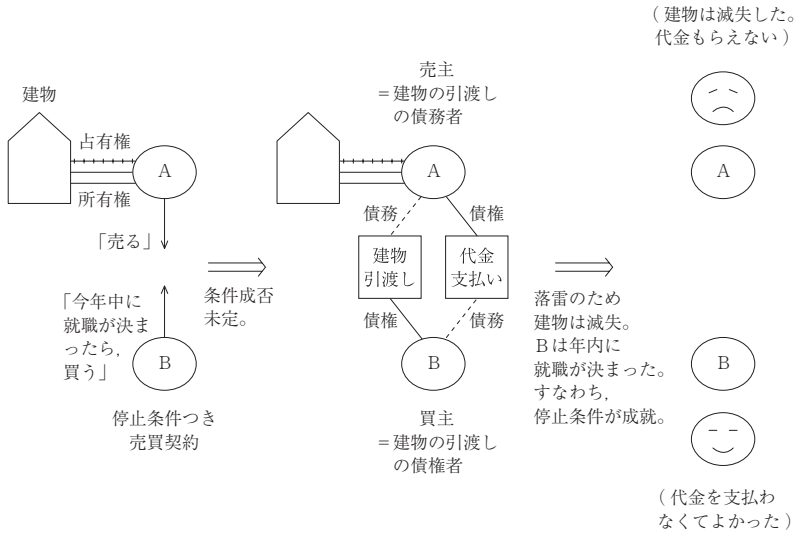 建物
占有権
A
所有権
「売る」
「今年中に
就職が決ま
ったら,
買う」
B
停止条件つき
売買契約
条件成否
未定。
売主
＝建物の引渡し
の債務者
A
債務
債権
建物
引渡し
代金
支払い
債権
債務
B
買主
＝建物の引渡し
の債権者
落雷のため
建物は滅失。
Ｂは年内に
就職が決まった。
すなわち,
停止条件が成就。
（建物は滅失した。
代金もらえない）
A
B
（代金を支払わ
なくてよかった）